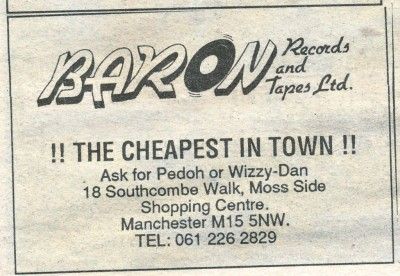 BARON Records
and
Tapes Ltd.
!! THE CHEAPEST IN TOWN !!
Ask for Pedoh or Wizzy-Dan
18 Southcombe Walk, Moss Side
Shopping Centre.
Manchester M15 5NW.
TEL: 061 226 2829